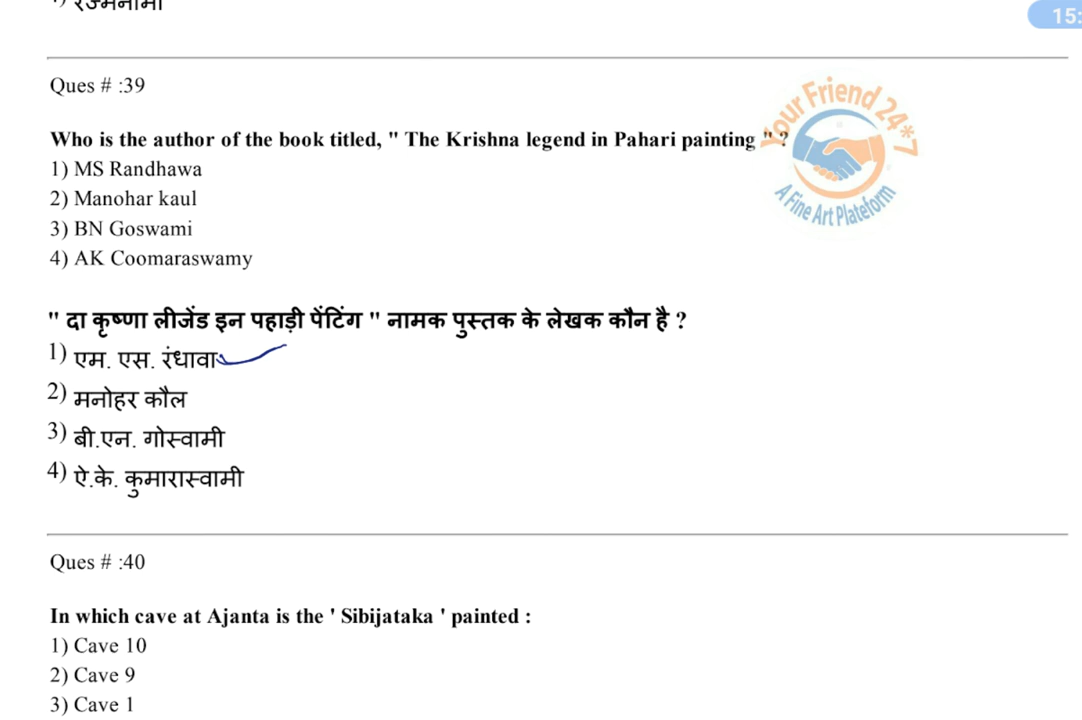 15:
Ques # :39
Your Friend 24*7
A Fine Art Plateform
Who is the author of the book titled, " The Krishna legend in Pahari painting " ?
1) MS Randhawa
2) Manohar kaul
3) BN Goswami
4) AK Coomaraswamy
" दा कृष्णा लीजेंड इन पहाड़ी पेंटिंग " नामक पुस्तक के लेखक कौन है ?
1) एम. एस. रंधावा
2) मनोहर कौल
3) बी.एन. गोस्वामी
4) ऐ.के. कुमारास्वामी
Ques # :40
In which cave at Ajanta is the ' Sibijataka ' painted :
1) Cave 10
2) Cave 9
3) Cave 1